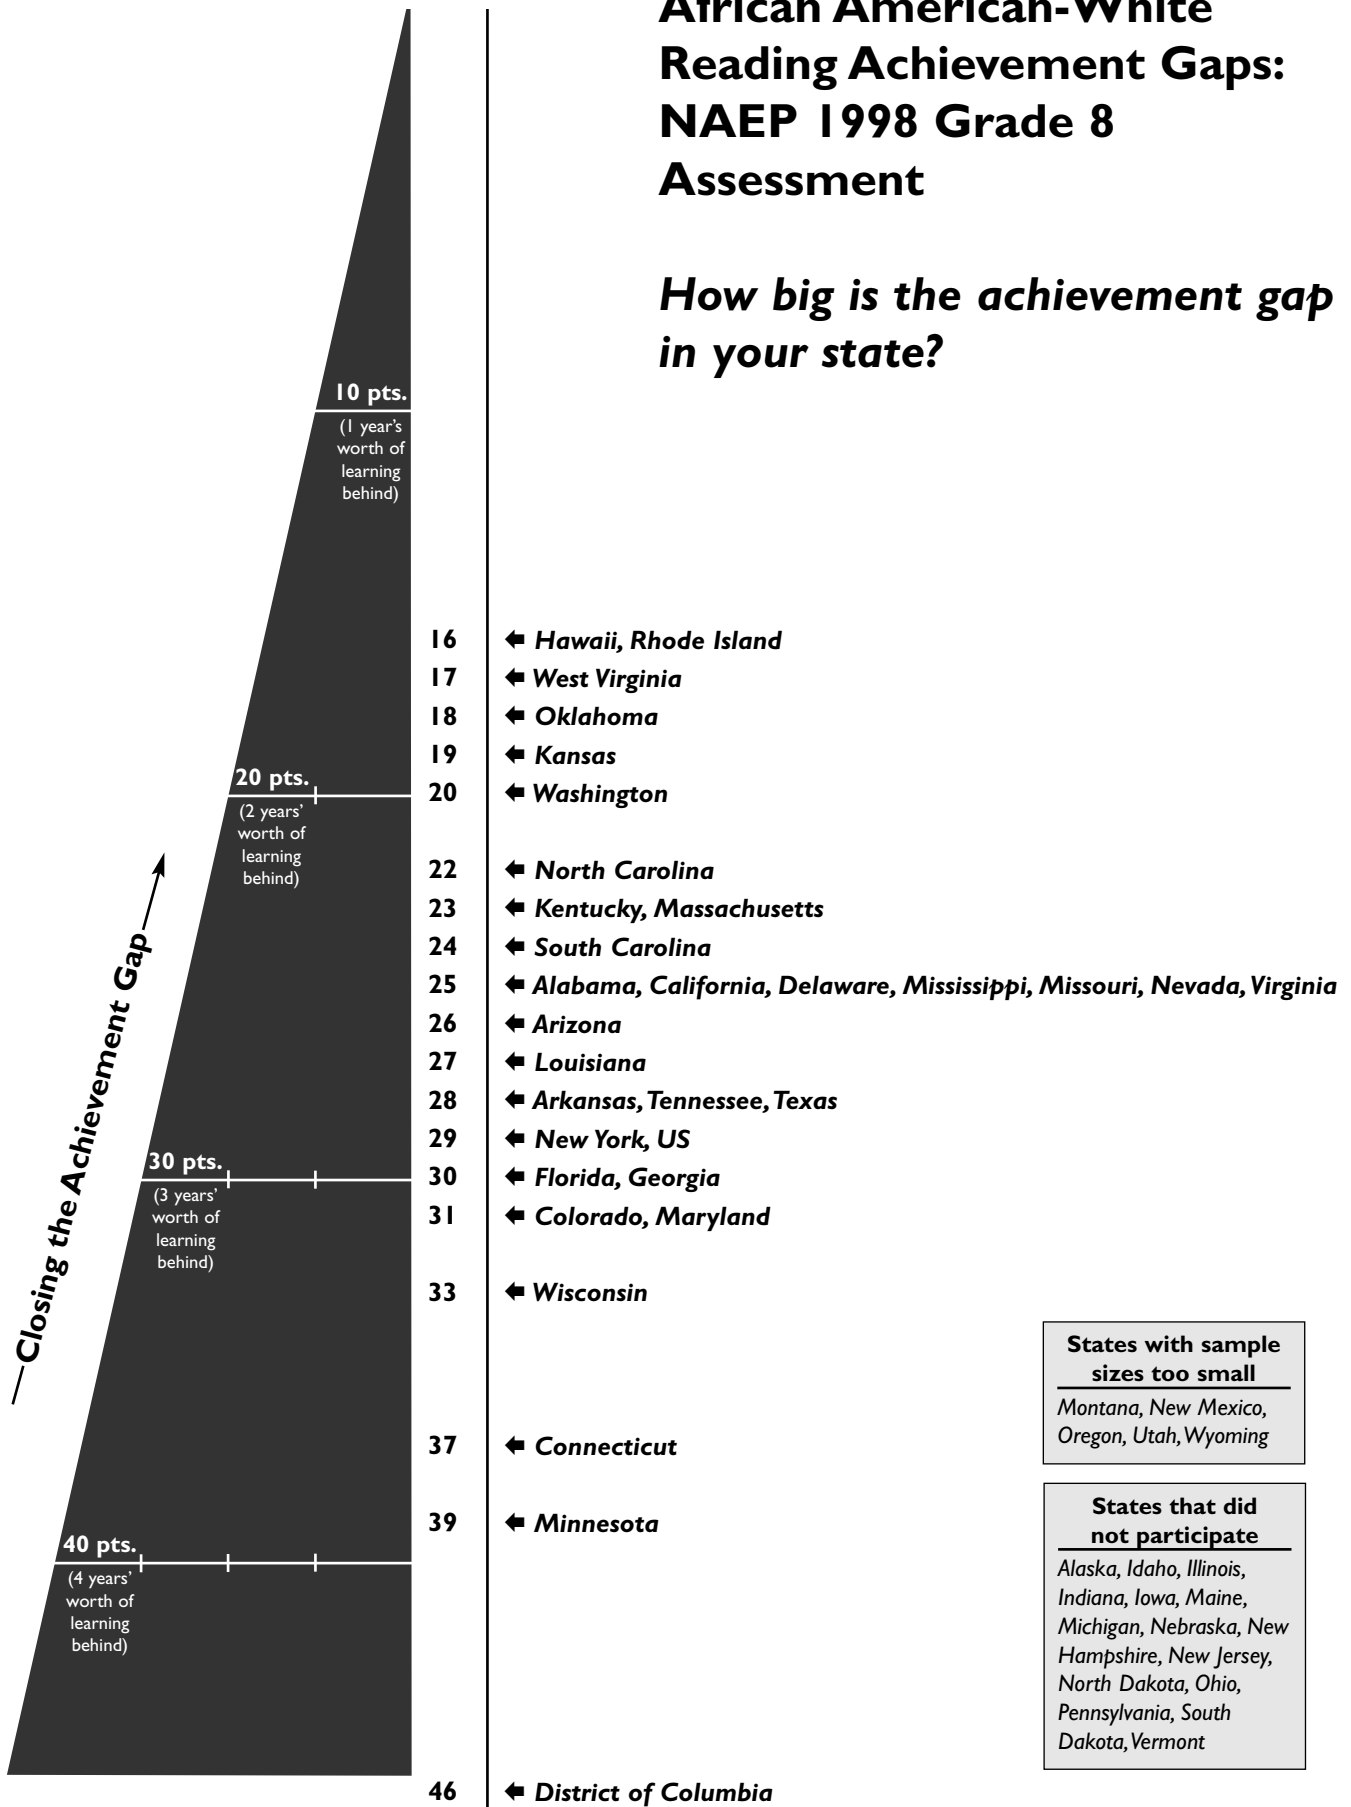 African American-White
Reading Achievement Gaps:
NAEP 1998 Grade 8
Assessment
How big is the achievement gap
in your state?
10 pts.
(1 year's
worth of
learning
behind)
16 Hawaii, Rhode Island
17 West Virginia
18 Oklahoma
19 Kansas
20 pts.
20 Washington
(2 years'
worth of
learning
behind)
22 North Carolina
23 Kentucky, Massachusetts
24 South Carolina
25 Alabama, California, Delaware, Mississippi, Missouri, Nevada, Virginia
26 Arizona
27 Louisiana
28 Arkansas, Tennessee, Texas
29 New York, US
30 pts.
30 Florida, Georgia
(3 years'
worth of
learning
behind)
31 Colorado, Maryland
33 Wisconsin
37 Connecticut
39 Minnesota
40 pts.
(4 years'
worth of
learning
behind)
46 District of Columbia
Closing the Achievement Gap
States with sample
sizes too small
Montana, New Mexico,
Oregon, Utah, Wyoming
States that did
not participate
Alaska, Idaho, Illinois,
Indiana, Iowa, Maine,
Michigan, Nebraska, New
Hampshire, New Jersey,
North Dakota, Ohio,
Pennsylvania, South
Dakota, Vermont